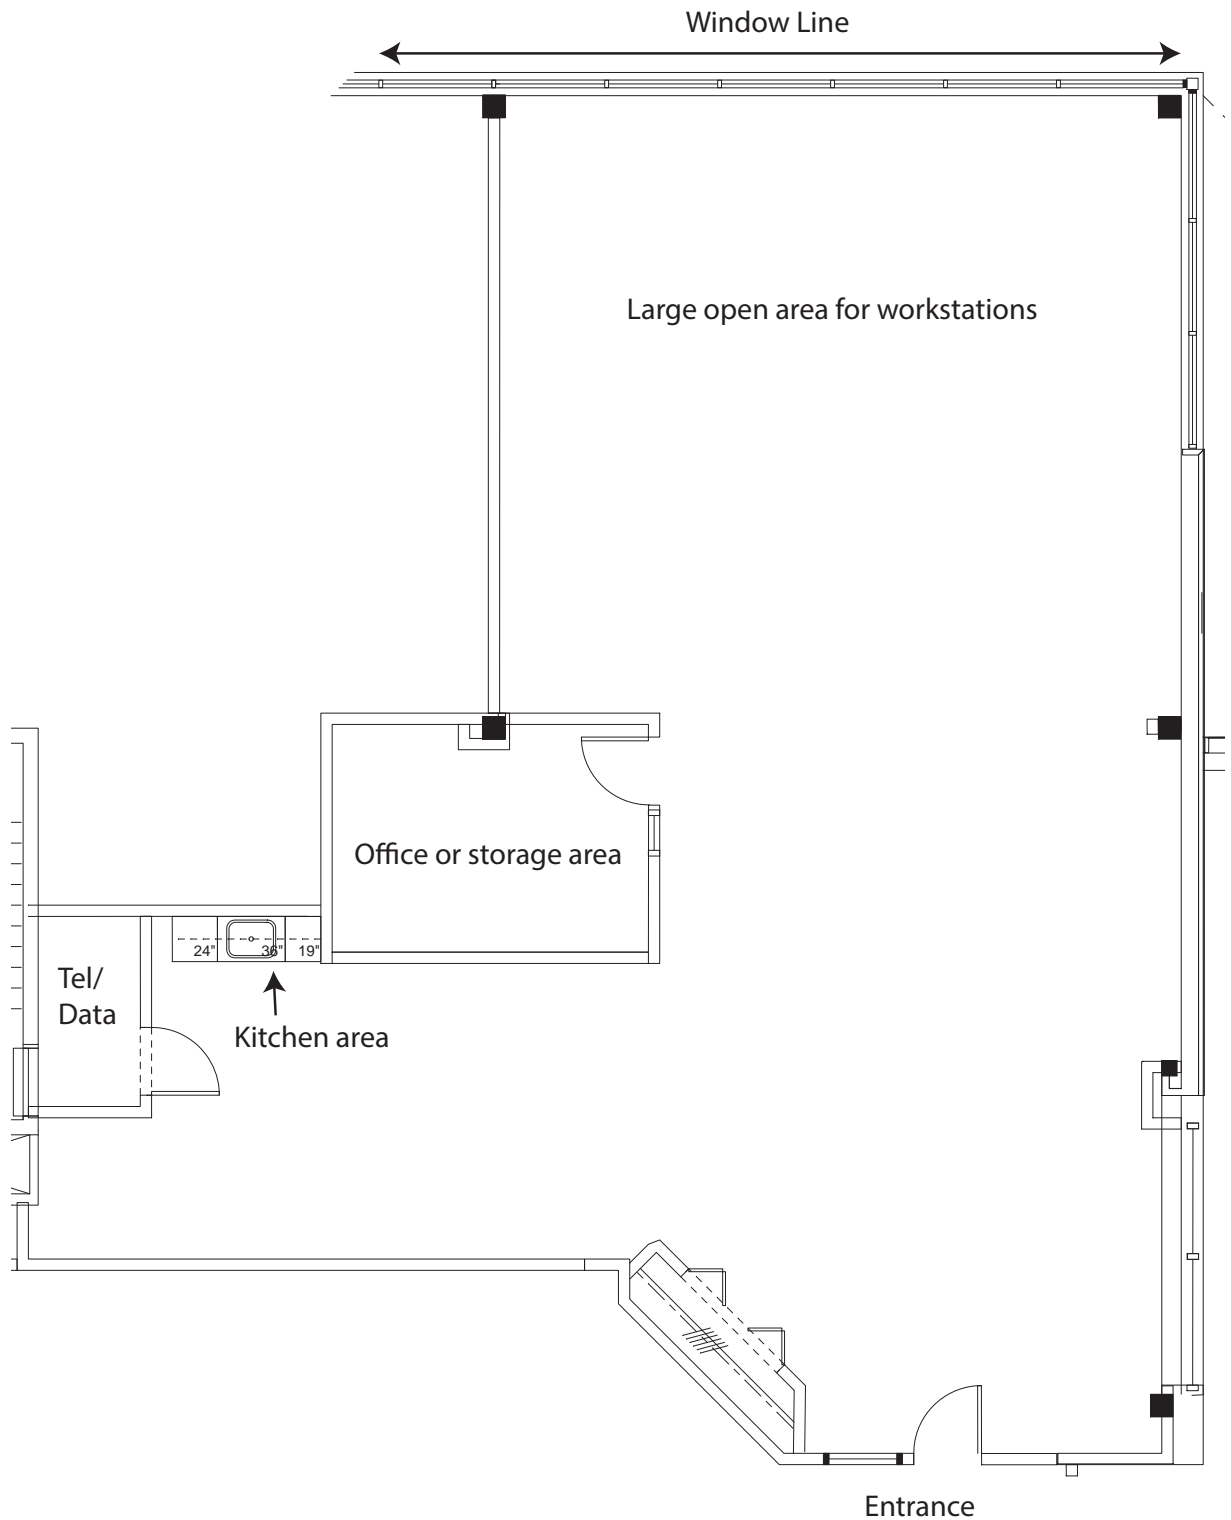 Window Line
Large open area for workstations
Office or storage area
24" 36" 19"
Tel/
Data
Kitchen area
Entrance